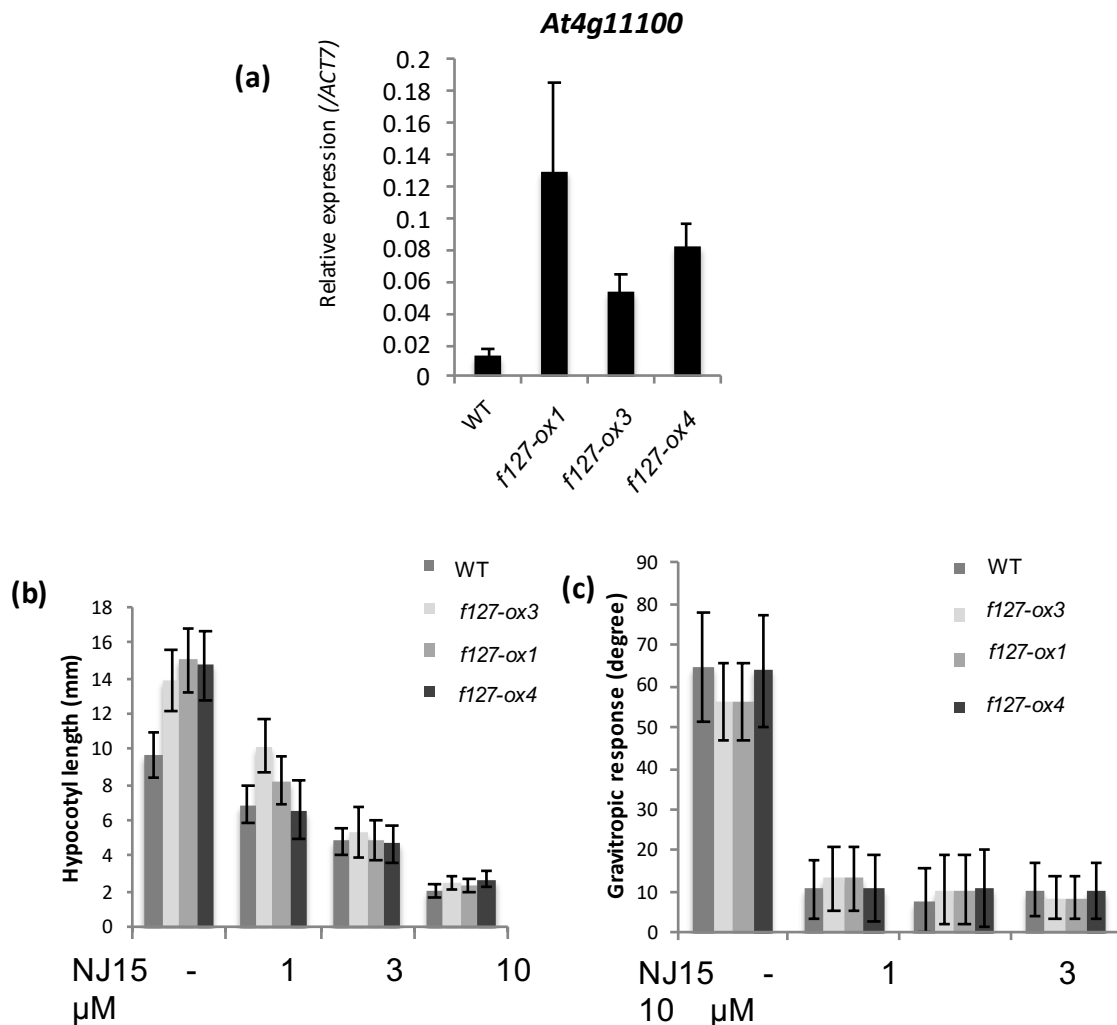 At4g11100
(a)
Relative expression (/ACT7)
0.2
0.18
0.16
0.14
0.12
0.1
0.08
0.06
0.04
0.02
0
WT
f127-ox1
f127-ox3
f127-ox4
(b)
Hypocotyl length (mm)
18
16
14
12
10
8
6
4
2
0
WT
f127-ox3
f127-ox1
f127-ox4
NJ15 - 1 3 10
µM
(c)
Gravitropic response (degree)
90
80
70
60
50
40
30
20
10
0
WT
f127-ox3
f127-ox1
f127-ox4
NJ15 - 1 3
10 µM